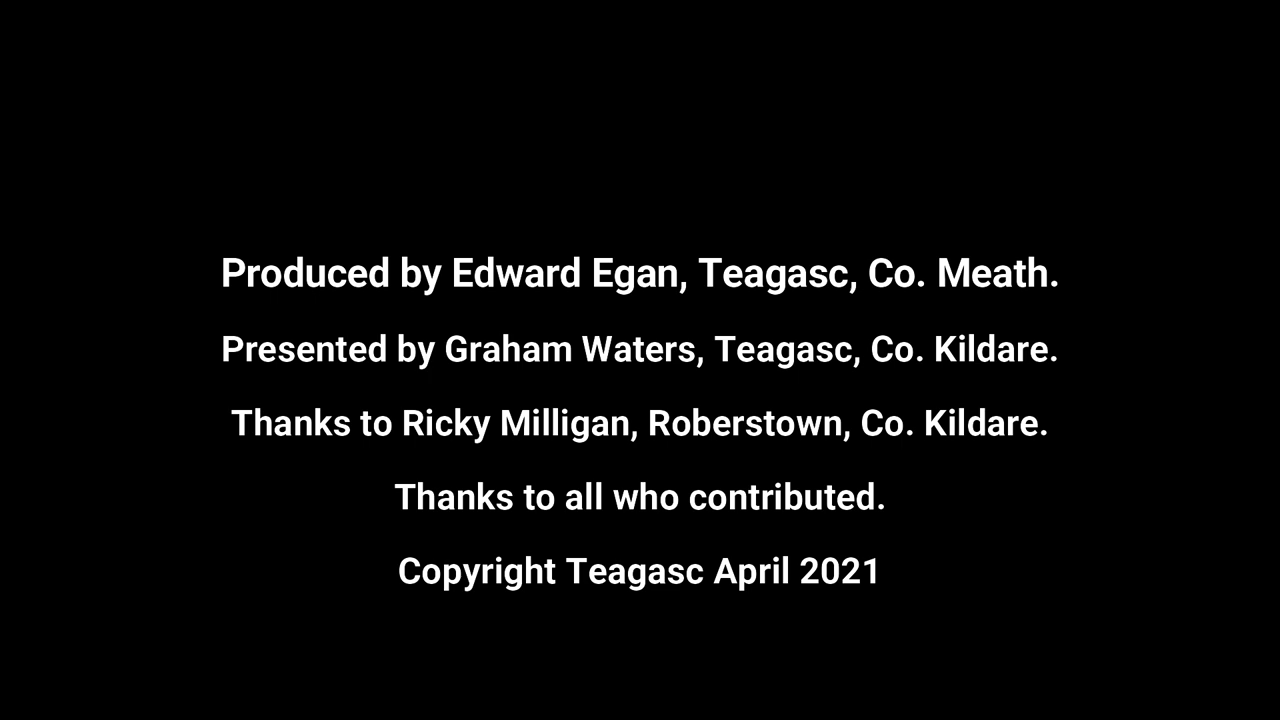 Produced by Edward Egan, Teagasc, Co. Meath.
Presented by Graham Waters, Teagasc, Co. Kildare.
Thanks to Ricky Milligan, Roberstown, Co. Kildare.
Thanks to all who contributed.
Copyright Teagasc April 2021